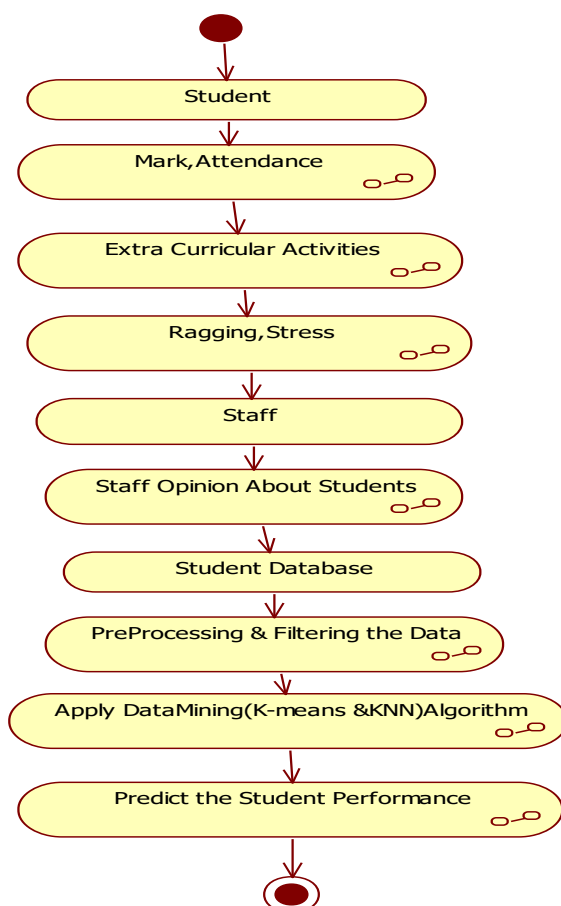 Student
Mark,Attendance
Extra Curricular Activities
Ragging,Stress
Staff
Staff Opinion About Students
Student Database
PreProcessing & Filtering the Data
Apply DataMining(K-means &KNN)Algorithm
Predict the Student Performance